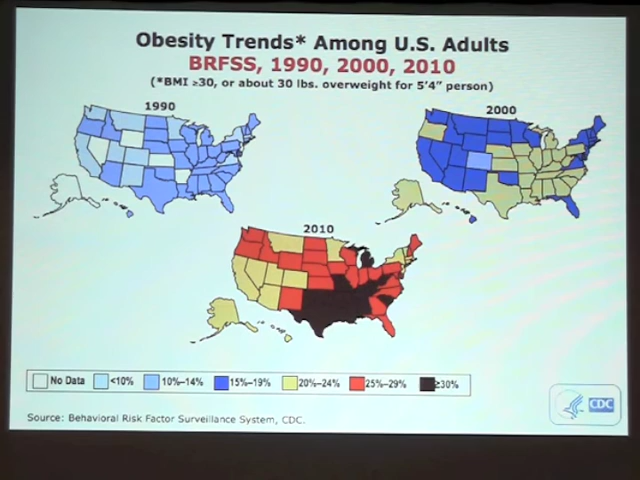 Obesity Trends* Among U.S. Adults
BRFSS, 1990, 2000, 2010
(*BMI ≥30, or about 30 lbs. overweight for 5'4" person)
1990
2000
2010
No Data <10% 10%–14% 15%–19% 20%–24% 25%–29% ≥30%
Source: Behavioral Risk Factor Surveillance System, CDC.
CDC